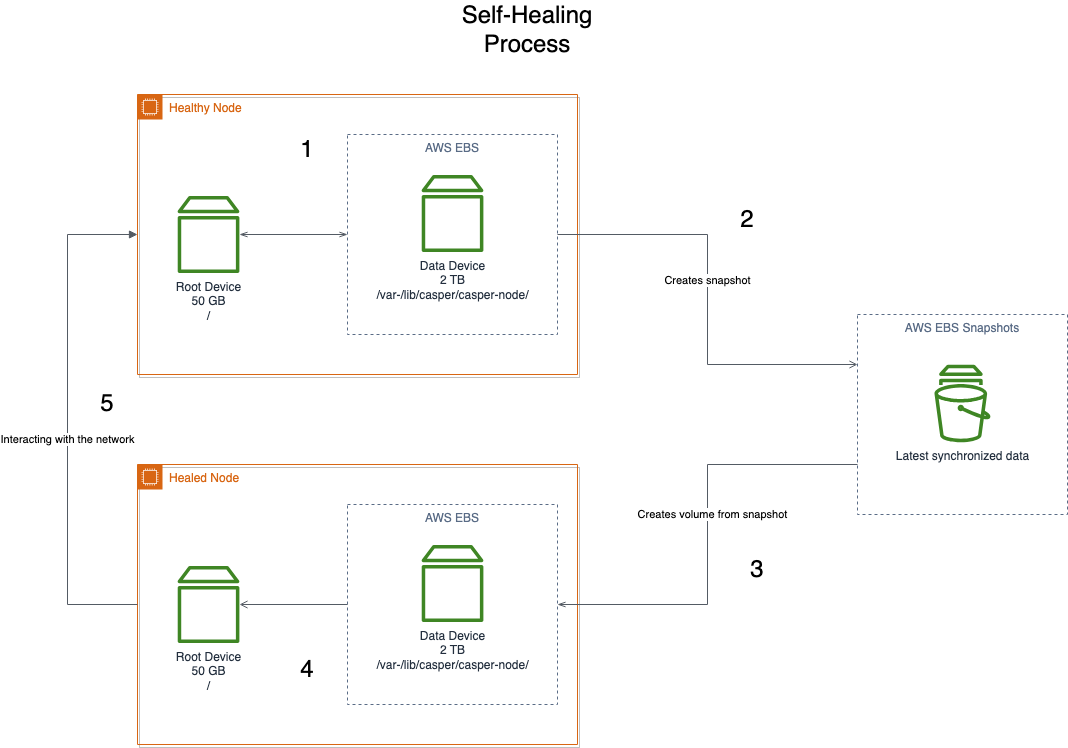 Self-Healing
Process
Healthy Node
1
AWS EBS
Root Device
50 GB
/
Data Device
2 TB
/var-/lib/casper/casper-node/
2
Creates snapshot
AWS EBS Snapshots
Latest synchronized data
5
Interacting with the network
Creates volume from snapshot
3
Healed Node
AWS EBS
Data Device
2 TB
/var-/lib/casper/casper-node/
Root Device
50 GB
/
4